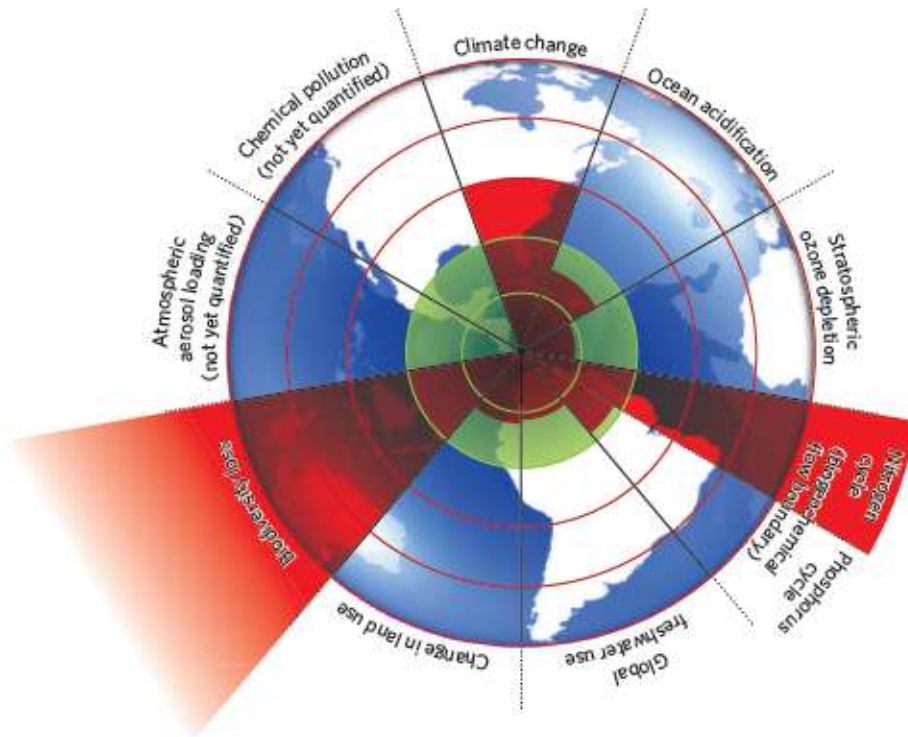 Climate change
Ocean acidification
Stratospheric
ozone depletion
Nitrogen
cycle
(biogeochemical
flow boundary)
Phosphorus
cycle
Global
freshwater use
Change in land use
Biodiversity loss
Atmospheric
aerosol loading
(not yet quantified)
Chemical pollution
(not yet quantified)